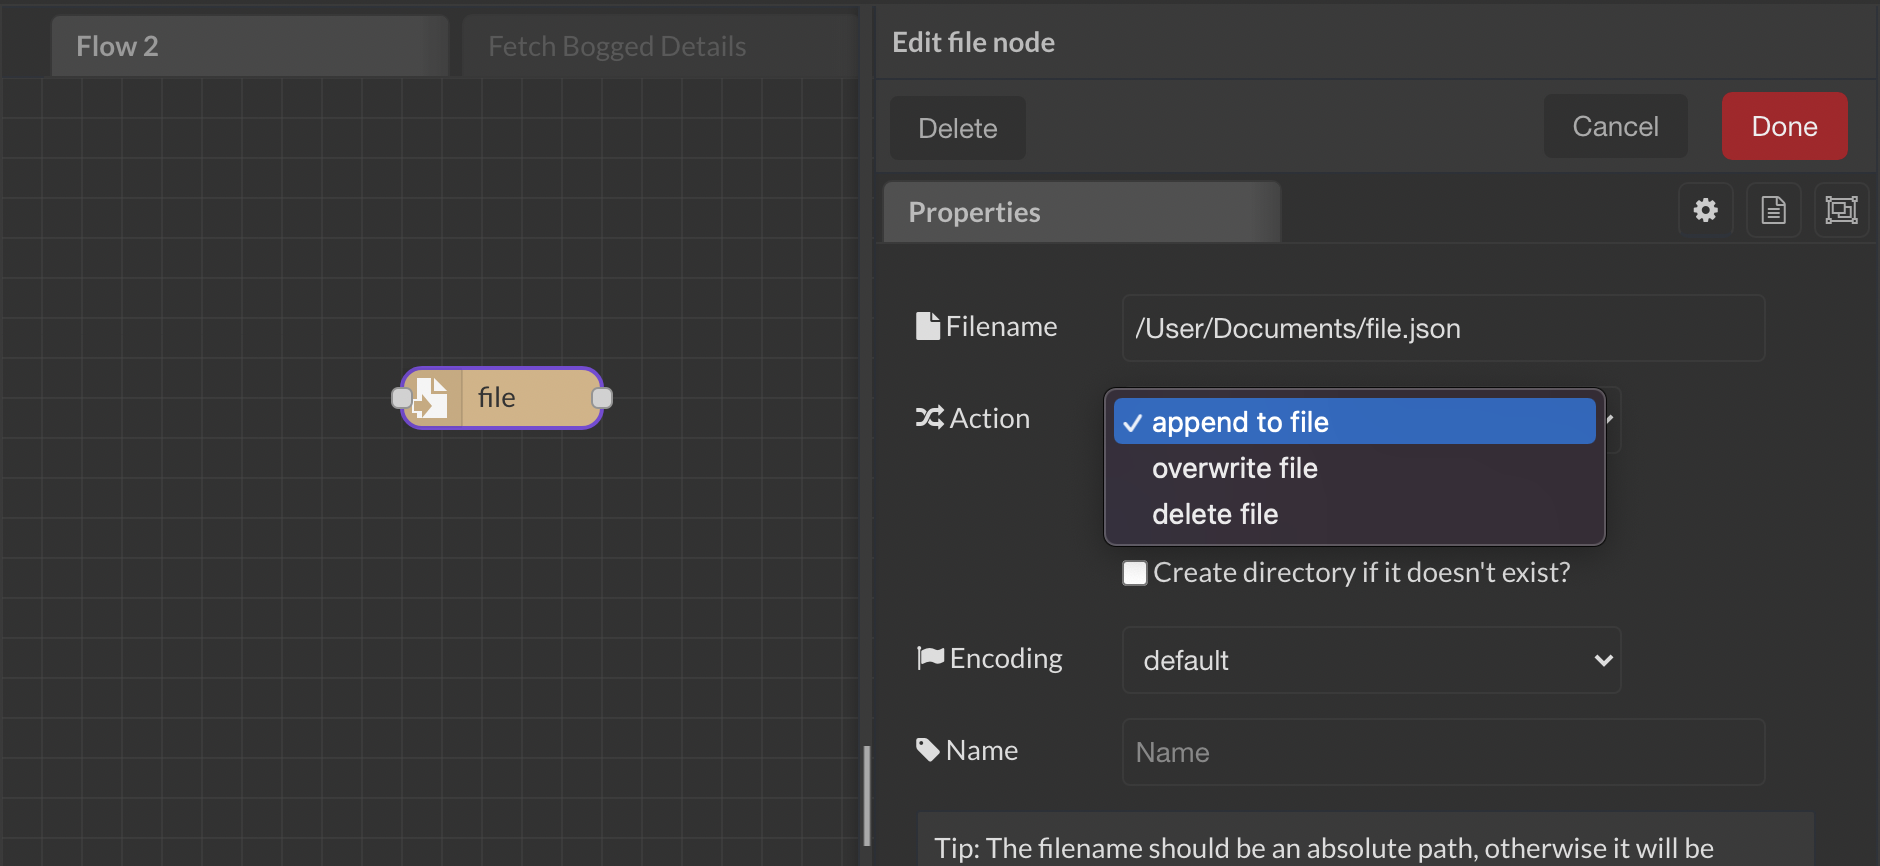 Flow 2
Fetch Bogged Details
Edit file node
Delete
Cancel
Done
Properties
Filename
/User/Documents/file.json
file
Action
append to file
overwrite file
delete file
Create directory if it doesn't exist?
Encoding
default
Name
Name
Tip: The filename should be an absolute path, otherwise it will be